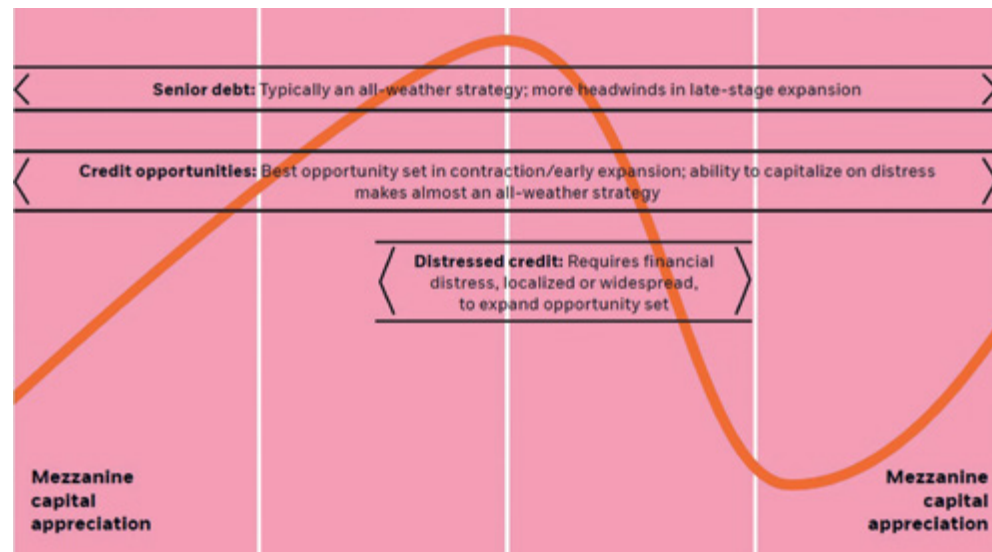 Senior debt: Typically an all-weather strategy; more headwinds in late-stage expansion
Credit opportunities: Best opportunity set in contraction/early expansion; ability to capitalize on distress
makes almost an all-weather strategy
Distressed credit: Requires financial
distress, localized or widespread,
to expand opportunity set
Mezzanine
capital
appreciation
Mezzanine
capital
appreciation